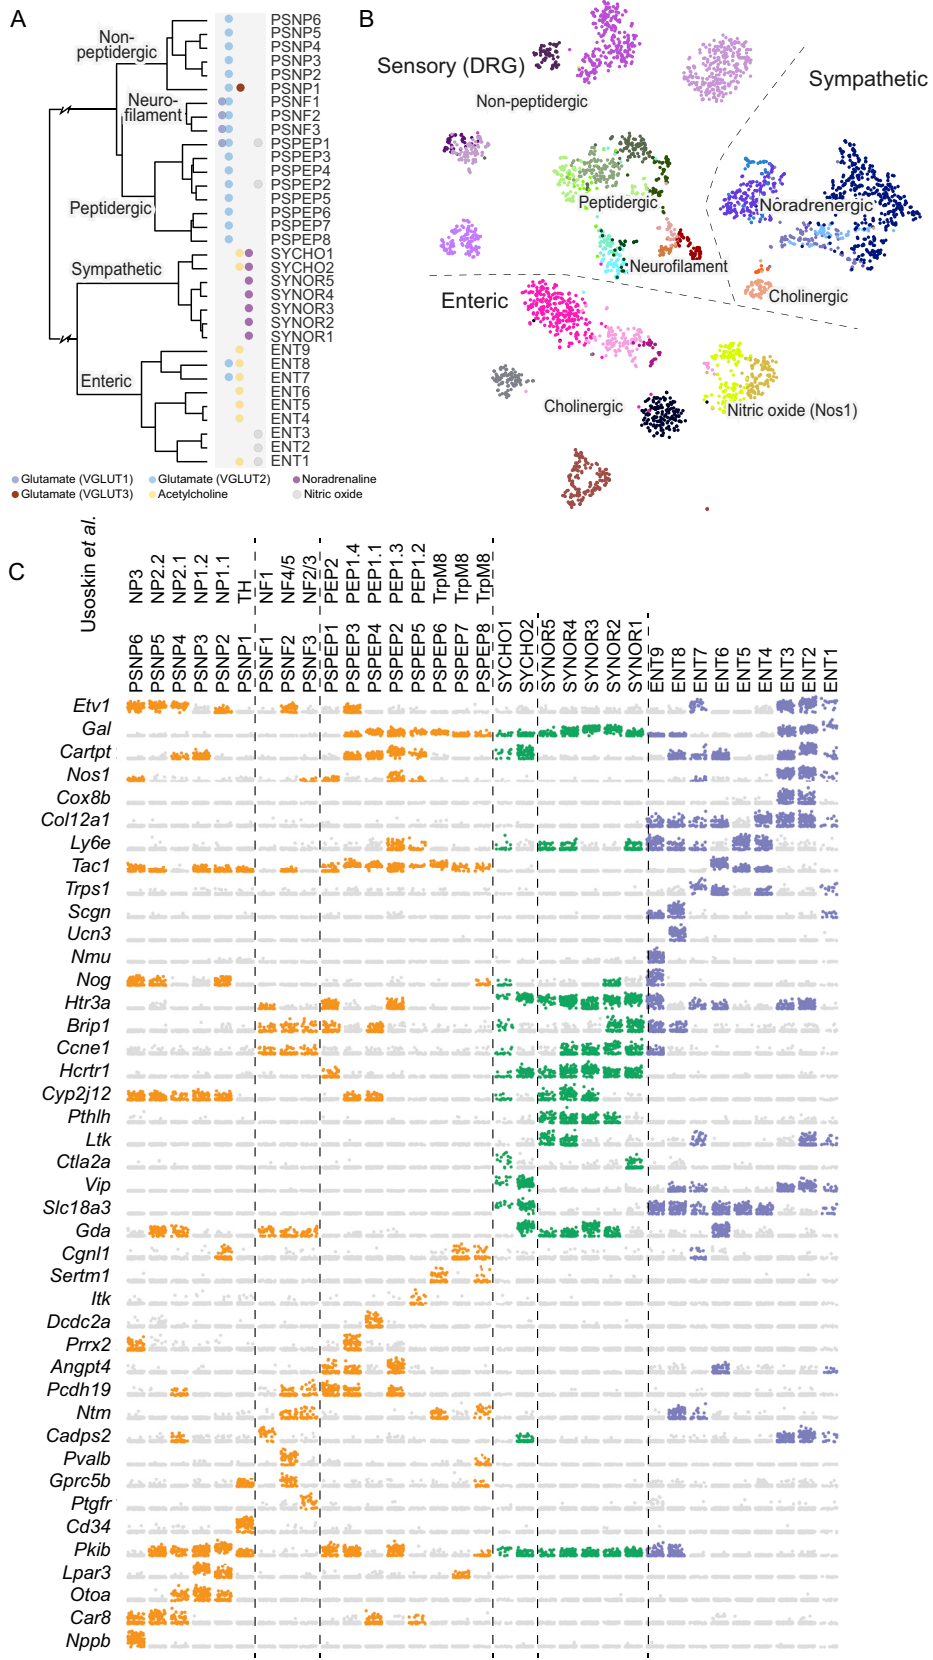 A
Non-
peptidergic
Neuro-
filament
Peptidergic
Sympathetic
Enteric
PSNP6
PSNP5
PSNP4
PSNP3
PSNP2
PSNP1
PSNF1
PSNF2
PSNF3
PSPEP1
PSPEP3
PSPEP4
PSPEP2
PSPEP5
PSPEP6
PSPEP7
PSPEP8
SYCHO1
SYCHO2
SYNOR5
SYNOR4
SYNOR3
SYNOR2
SYNOR1
ENT9
ENT8
ENT7
ENT6
ENT5
ENT4
ENT3
ENT2
ENT1
Glutamate (VGLUT1)
Glutamate (VGLUT2)
Noradrenaline
Glutamate (VGLUT3)
Acetylcholine
Nitric oxide
B
Sensory (DRG)
Sympathetic
Non-peptidergic
Peptidergic
Noradrenergic
Neurofilament
Cholinergic
Enteric
Cholinergic
Nitric oxide (Nos1)
C
Usoskin et al.
NP3
NP2.2
NP2.1
NP1.2
NP1.1
TH
NF1
NF4/5
NF2/3
PEP2
PEP1.4
PEP1.1
PEP1.3
PEP1.2
TrpM8
TrpM8
TrpM8
PSNP6
PSNP5
PSNP4
PSNP3
PSNP2
PSNP1
PSNF1
PSNF2
PSNF3
PSPEP1
PSPEP3
PSPEP4
PSPEP2
PSPEP5
PSPEP6
PSPEP7
PSPEP8
SYCHO1
SYCHO2
SYNOR5
SYNOR4
SYNOR3
SYNOR2
SYNOR1
ENT9
ENT8
ENT7
ENT6
ENT5
ENT4
ENT3
ENT2
ENT1
Etv1
Gal
Cartpt
Nos1
Cox8b
Col12a1
Ly6e
Tac1
Trps1
Scgn
Ucn3
Nmu
Nog
Htr3a
Brip1
Ccne1
Hcrtr1
Cyp2j12
Pthlh
Ltk
Ctla2a
Vip
Slc18a3
Gda
Cgnl1
Sertm1
Itk
Dcdc2a
Prrx2
Angpt4
Pcdh19
Ntm
Cadps2
Pvalb
Gprc5b
Ptgfr
Cd34
Pkib
Lpar3
Otoa
Car8
Nppb